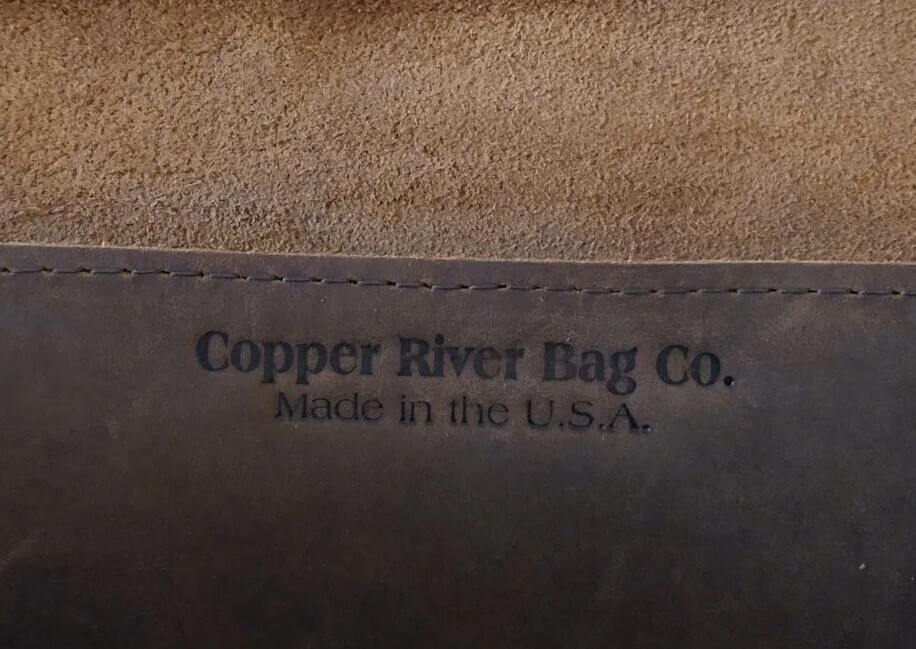 Copper River Bag Co.
Made in the U.S.A.